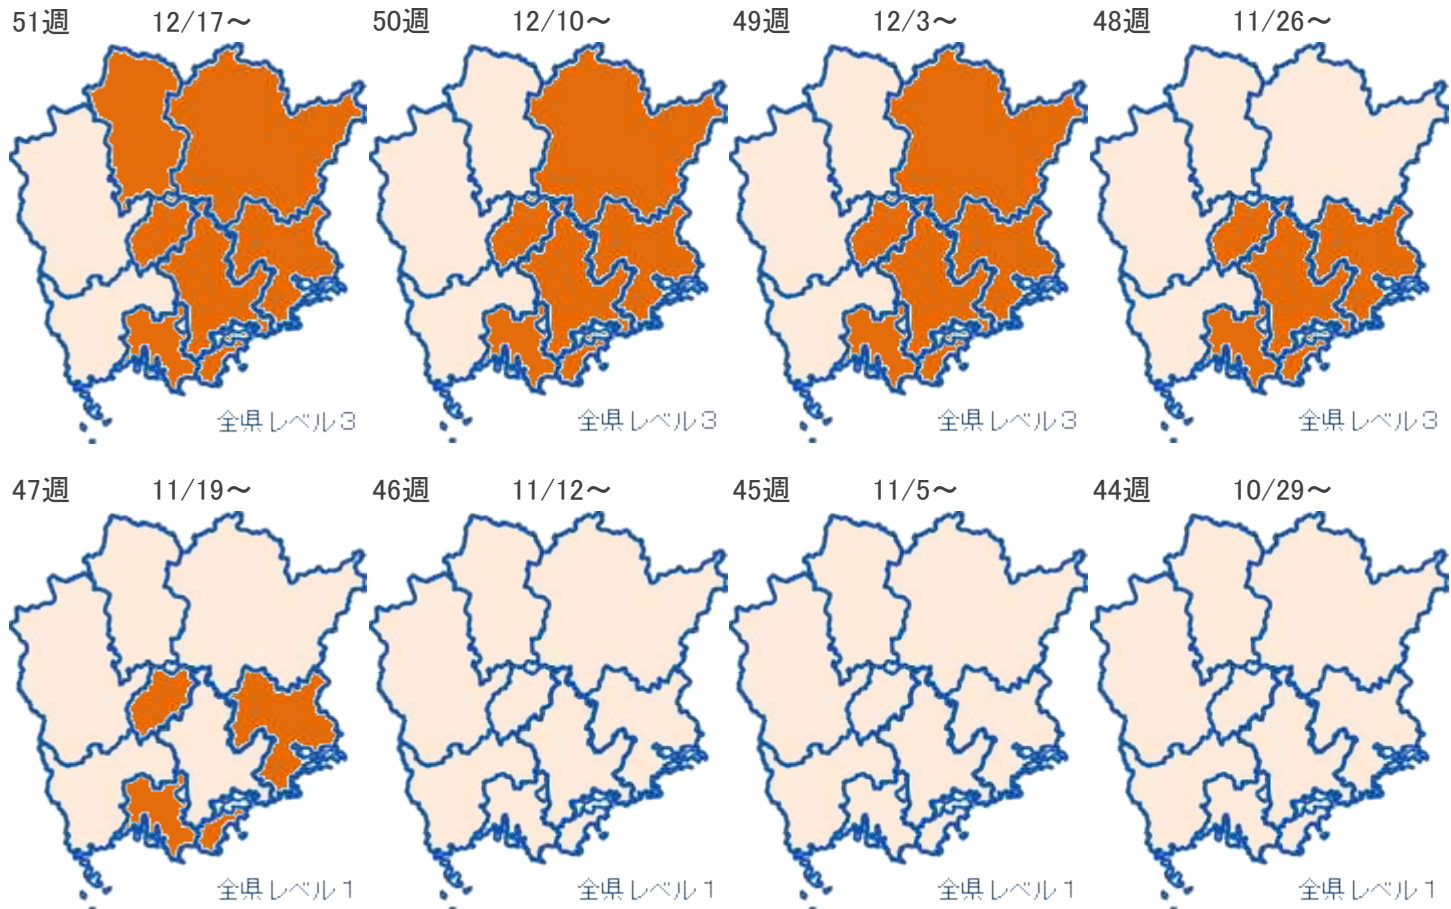 51週 12/17～
50週 12/10～
49週 12/3～
48週 11/26～
全県レベル３
全県レベル３
全県レベル３
全県レベル３
47週 11/19～
46週 11/12～
45週 11/5～
44週 10/29～
全県レベル１
全県レベル１
全県レベル１
全県レベル１